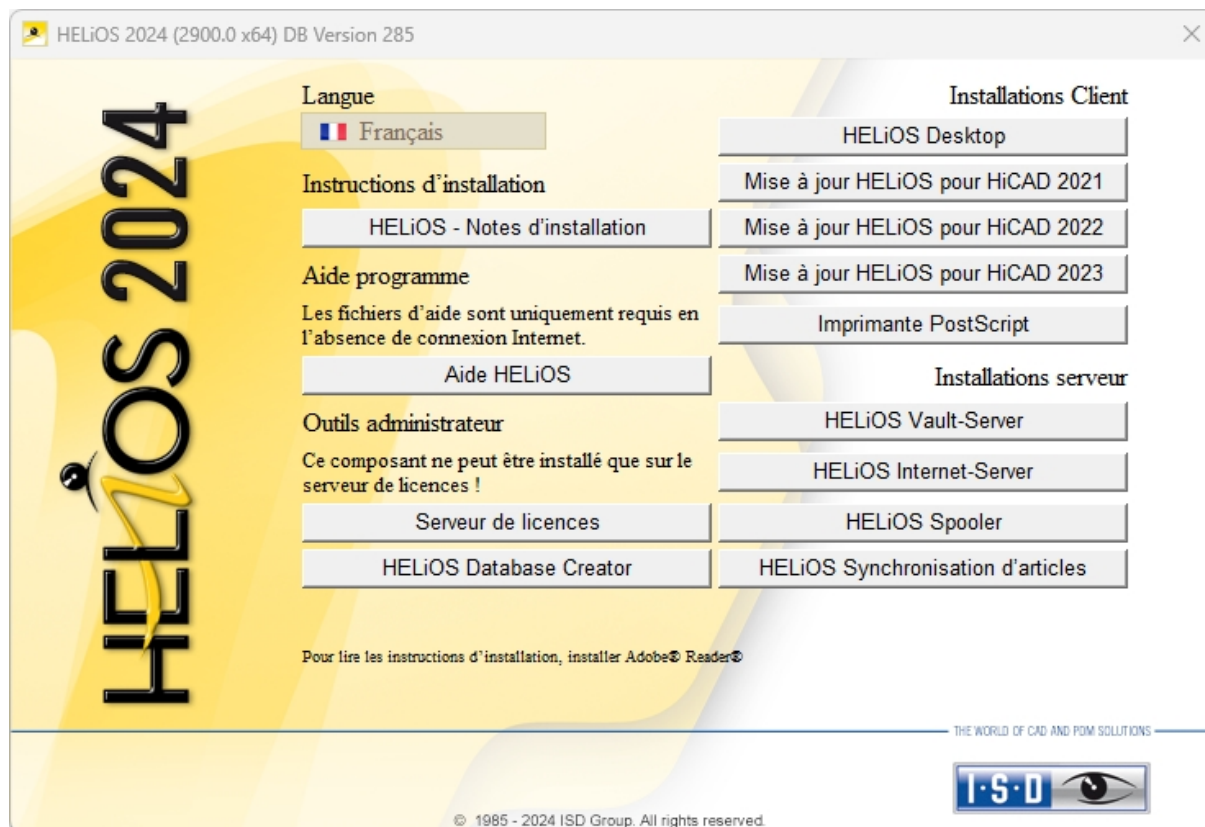 HELiOS 2024 (2900.0 x64) DB Version 285
HELiOS 2024
Langue
Français
Instructions d'installation
HELiOS - Notes d'installation
Aide programme
Les fichiers d'aide sont uniquement requis en
l'absence de connexion Internet.
Aide HELiOS
Outils administrateur
Ce composant ne peut être installé que sur le
serveur de licences !
Serveur de licences
HELiOS Database Creator
Pour lire les instructions d'installation, installer Adobe® Reader®
Installations Client
HELiOS Desktop
Mise à jour HELiOS pour HiCAD 2021
Mise à jour HELiOS pour HiCAD 2022
Mise à jour HELiOS pour HiCAD 2023
Imprimante PostScript
Installations serveur
HELiOS Vault-Server
HELiOS Internet-Server
HELiOS Spooler
HELiOS Synchronisation d'articles
THE WORLD OF CAD AND PDM SOLUTIONS
I·S·D
© 1985 - 2024 ISD Group. All rights reserved.